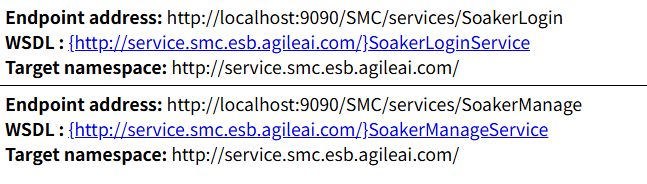 Endpoint address: http://localhost:9090/SMC/services/SoakerLogin
WSDL : {http://service.smc.esb.agileai.com/}SoakerLoginService
Target namespace: http://service.smc.esb.agileai.com/
Endpoint address: http://localhost:9090/SMC/services/SoakerManage
WSDL : {http://service.smc.esb.agileai.com/}SoakerManageService
Target namespace: http://service.smc.esb.agileai.com/